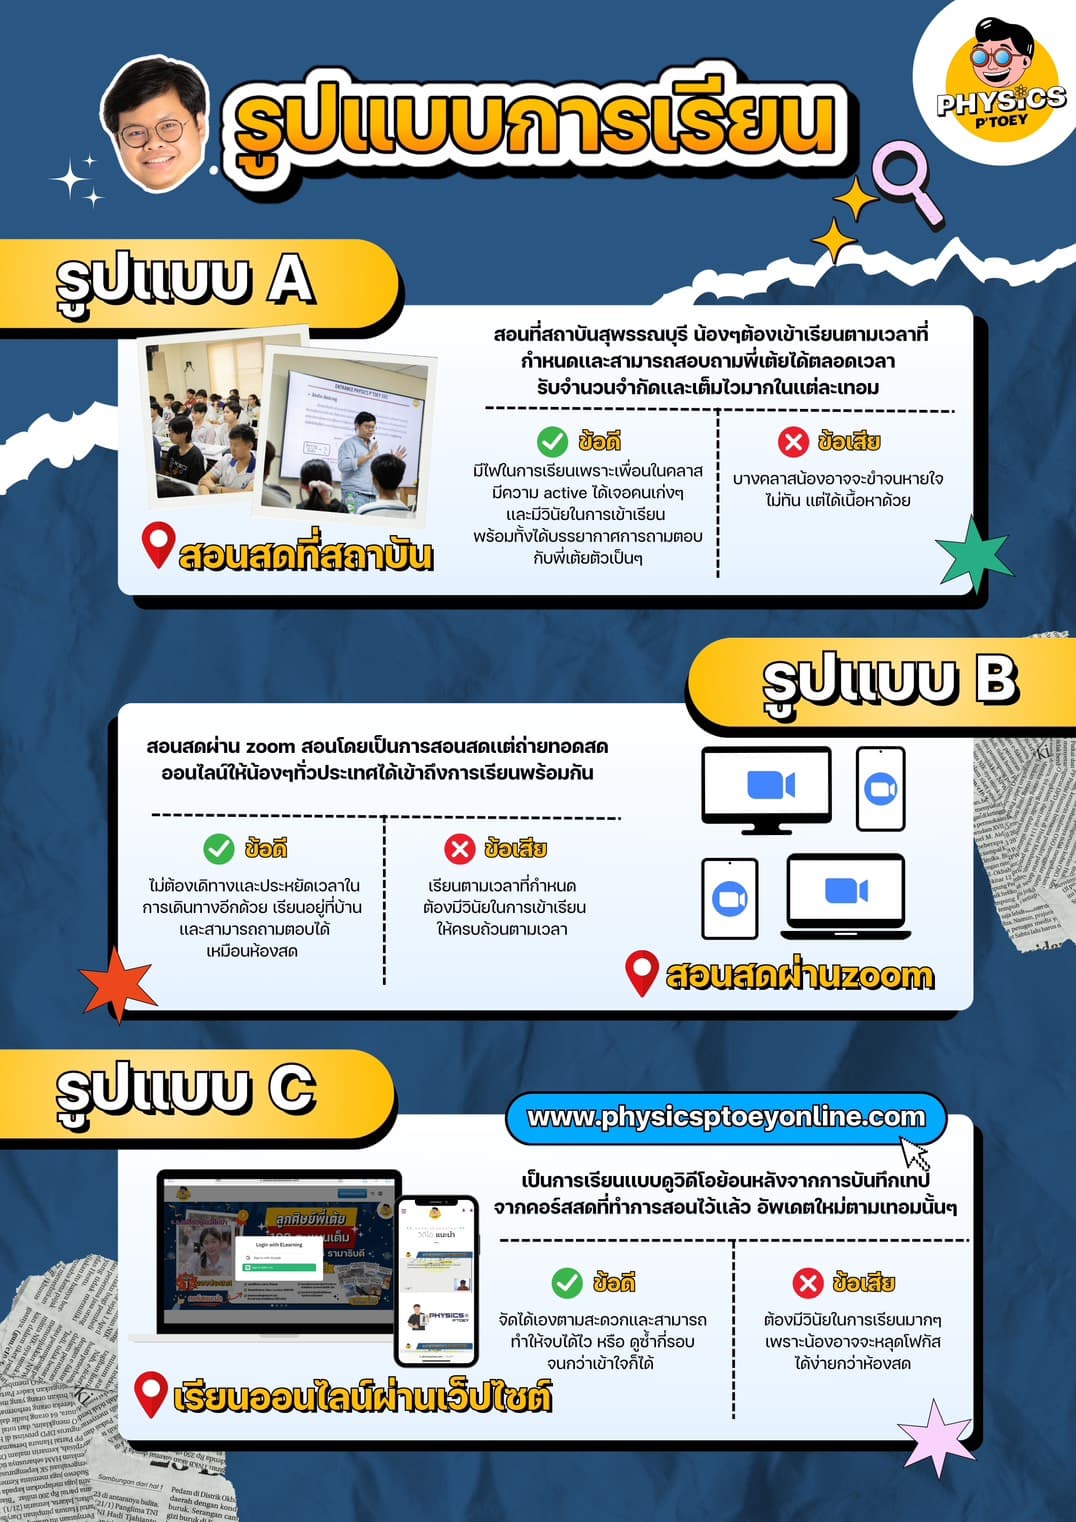 รูปแบบการเรียน
PHYSICS
P'TOEY
รูปแบบ A
สอนที่สถาบันสุพรรณบุรี น้องๆต้องเข้าเรียนตามเวลาที่
กำหนดและสามารถสอบถามพี่เต้ยได้ตลอดเวลา
รับจำนวนจำกัดและเต็มไวมากในแต่ละเทอม
ข้อดี
มีไฟในการเรียนเพราะเพื่อนในคลาส
มีความ active ได้เจอคนเก่งๆ
และมีวินัยในการเข้าเรียน
พร้อมทั้งได้บรรยากาศการถามตอบ
กับพี่เต้ยตัวเป็นๆ
ข้อเสีย
บางคลาสน้องอาจจะขำจนหายใจ
ไม่ทัน แต่ได้เนื้อหาด้วย
สอนสดที่สถาบัน
รูปแบบ B
สอนสดผ่าน zoom สอนโดยเป็นการสอนสดแต่ถ่ายทอดสด
ออนไลน์ให้น้องๆทั่วประเทศได้เข้าถึงการเรียนพร้อมกัน
ข้อดี
ไม่ต้องเดิทางและประหยัดเวลาใน
การเดินทางอีกด้วย เรียนอยู่ที่บ้าน
และสามารถถามตอบได้
เหมือนห้องสด
ข้อเสีย
เรียนตามเวลาที่กำหนด
ต้องมีวินัยในการเข้าเรียน
ให้ครบถ้วนตามเวลา
สอนสดผ่านzoom
รูปแบบ C
www.physicsptoeyonline.com
เป็นการเรียนแบบดูวิดีโอย้อนหลังจากการบันทึกเทป
จากคอร์สสดที่ทำการสอนไว้แล้ว อัพเดตใหม่ตามเทอมนั้นๆ
ลูกศิษย์พี่เต้ย
Login with ELearning
วิดีโอ แนะนำ
PHYSICS
P'TOEY
ข้อดี
จัดได้เองตามสะดวกและสามารถ
ทำให้จบได้ไว หรือ ดูซ้ำกี่รอบ
จนกว่าเข้าใจก็ได้
ข้อเสีย
ต้องมีวินัยในการเรียนมากๆ
เพราะน้องอาจจะหลุดโฟกัส
ได้ง่ายกว่าห้องสด
เรียนออนไลน์ผ่านเว็ปไซต์
Sambungan dari hal 1